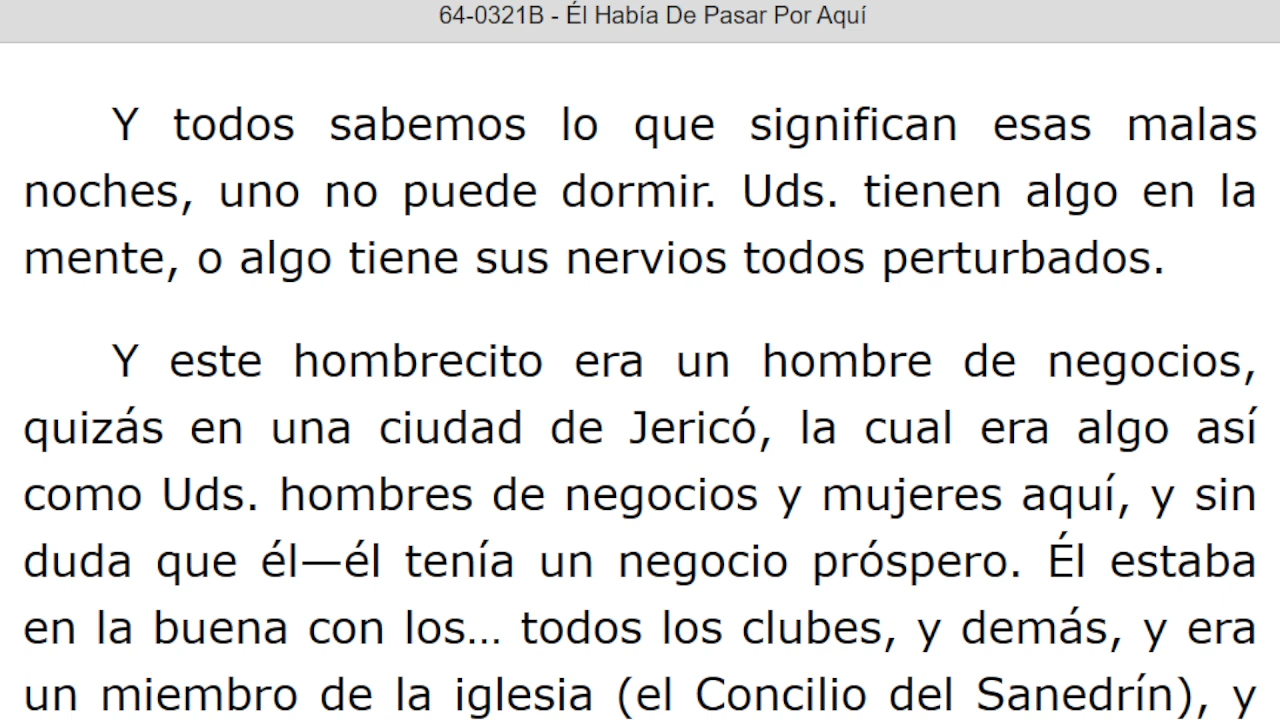 64-0321B - Él Había De Pasar Por Aquí
Y todos sabemos lo que significan esas malas
noches, uno no puede dormir. Uds. tienen algo en la
mente, o algo tiene sus nervios todos perturbados.
Y este hombrecito era un hombre de negocios,
quizás en una ciudad de Jericó, la cual era algo así
como Uds. hombres de negocios y mujeres aquí, y sin
duda que él—él tenía un negocio próspero. Él estaba
en la buena con los... todos los clubes, y demás, y era
un miembro de la iglesia (el Concilio del Sanedrín), y